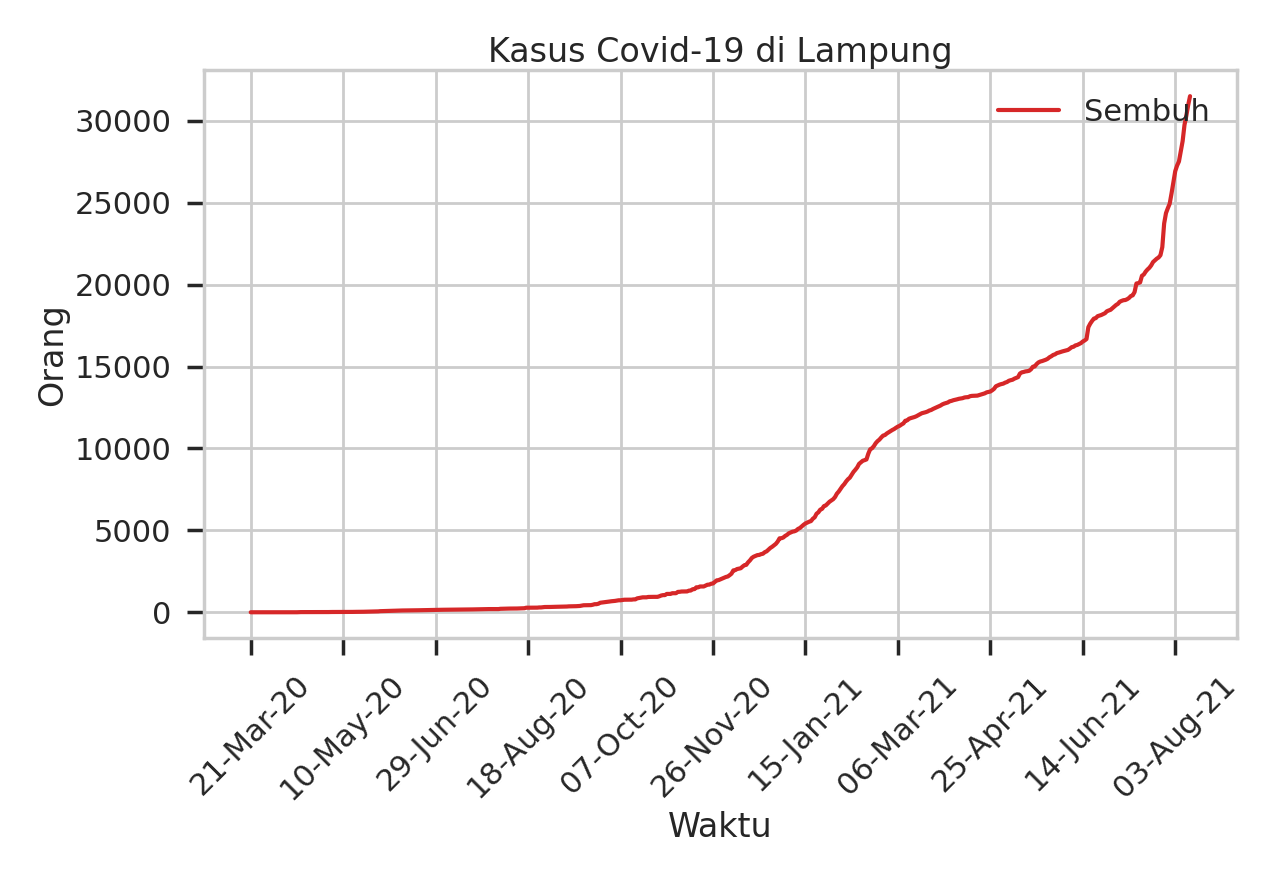 Kasus Covid-19 di Lampung
Sembuh
30000
25000
20000
15000
10000
5000
0
Orang
21-Mar-20
10-May-20
29-Jun-20
18-Aug-20
07-Oct-20
26-Nov-20
15-Jan-21
06-Mar-21
25-Apr-21
14-Jun-21
03-Aug-21
Waktu